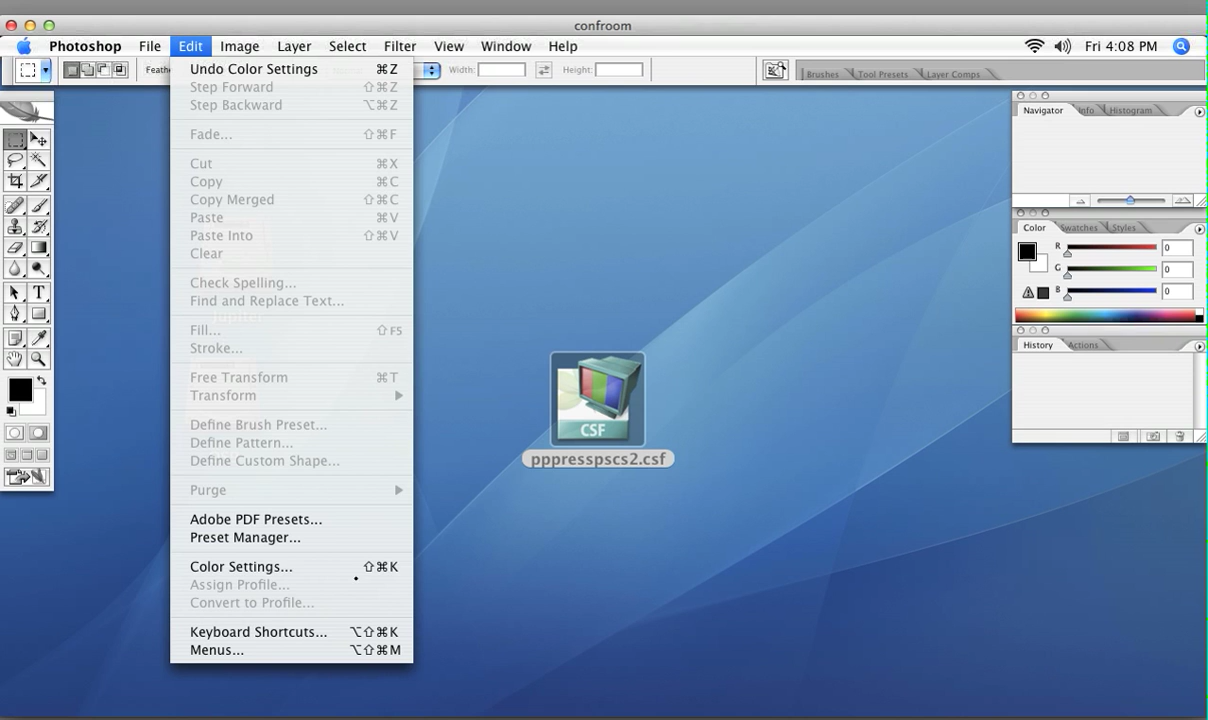 confroom
Photoshop File Edit Image Layer Select Filter View Window Help Fri 4:08 PM
Width: Height: Brushes Tool Presets Layer Comps
Undo Color Settings ⌘Z
Step Forward ⇧⌘Z
Step Backward ⌥⌘Z
Fade... ⇧⌘F
Cut ⌘X
Copy ⌘C
Copy Merged ⇧⌘C
Paste ⌘V
Paste Into ⇧⌘V
Clear
Check Spelling...
Find and Replace Text...
Fill... ⇧F5
Stroke...
Free Transform ⌘T
Transform
Define Brush Preset...
Define Pattern...
Define Custom Shape...
Purge
Adobe PDF Presets...
Preset Manager...
Color Settings... ⇧⌘K
Assign Profile...
Convert to Profile...
Keyboard Shortcuts... ⌥⇧⌘K
Menus... ⌥⇧⌘M
CSF
pppresspscs2.csf
Navigator Info Histogram
Color Swatches Styles
R 0
G 0
B 0
History Actions